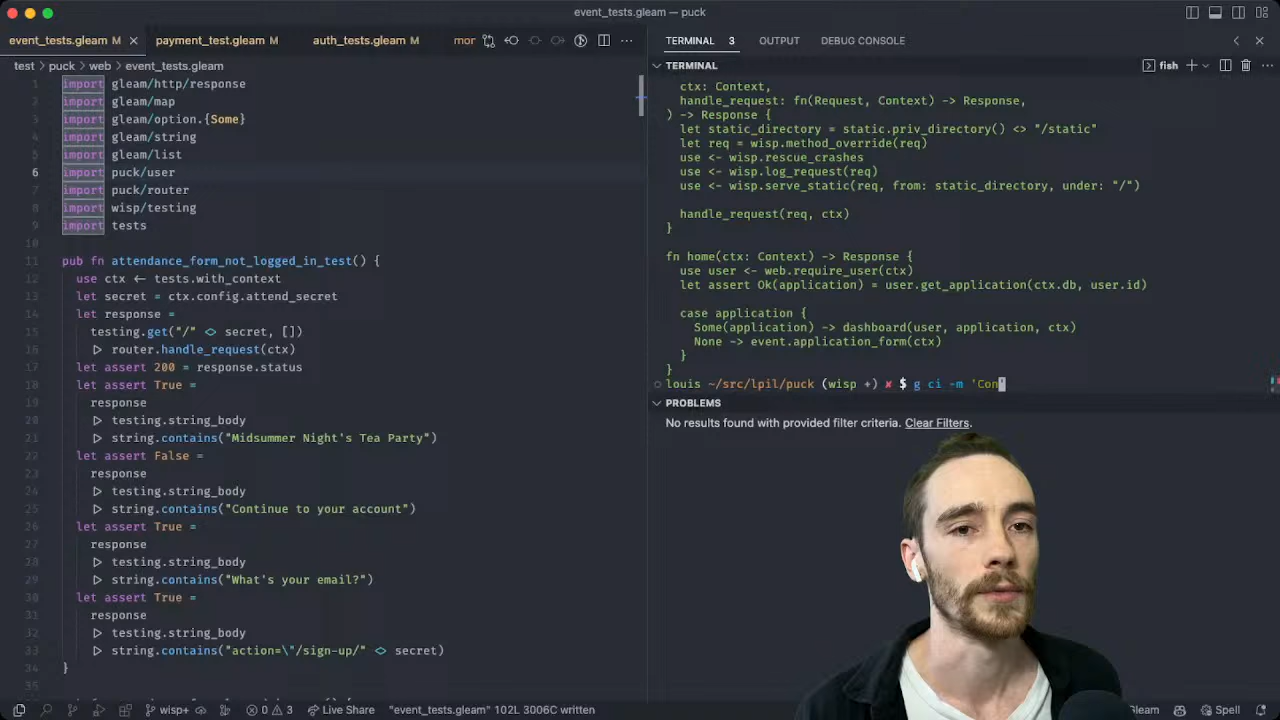 event_tests.gleam — puck
event_tests.gleam M
payment_test.gleam M
auth_tests.gleam M
mor
TERMINAL 3 OUTPUT DEBUG CONSOLE
test > puck > web > event_tests.gleam
TERMINAL
fish
1 import gleam/http/response
2 import gleam/map
3 import gleam/option.{Some}
4 import gleam/string
5 import gleam/list
6 import puck/user
7 import puck/router
8 import wisp/testing
9 import tests
10
11 pub fn attendance_form_not_logged_in_test() {
12 use ctx <- tests.with_context
13 let secret = ctx.config.attend_secret
14 let response =
15 testing.get("/" <> secret, [])
16 |> router.handle_request(ctx)
17 let assert 200 = response.status
18 let assert True =
19 response
20 |> testing.string_body
21 |> string.contains("Midsummer Night's Tea Party")
22 let assert False =
23 response
24 |> testing.string_body
25 |> string.contains("Continue to your account")
26 let assert True =
27 response
28 |> testing.string_body
29 |> string.contains("What's your email?")
30 let assert True =
31 response
32 |> testing.string_body
33 |> string.contains("action=\"/sign-up/" <> secret)
34 }
35
ctx: Context,
handle_request: fn(Request, Context) -> Response,
) -> Response {
let static_directory = static.priv_directory() <> "/static"
let req = wisp.method_override(req)
use <- wisp.rescue_crashes
use <- wisp.log_request(req)
use <- wisp.serve_static(req, from: static_directory, under: "/")
handle_request(req, ctx)
}
fn home(ctx: Context) -> Response {
use user <- web.require_user(ctx)
let assert Ok(application) = user.get_application(ctx.db, user.id)
case application {
Some(application) -> dashboard(user, application, ctx)
None -> event.application_form(ctx)
}
}
louis ~/src/lpil/puck (wisp +) ✘ $ g ci -m 'Con'
PROBLEMS
No results found with provided filter criteria. Clear Filters.
wisp+ 0 3 Live Share "event_tests.gleam" 102L 3006C written
Gleam Spell